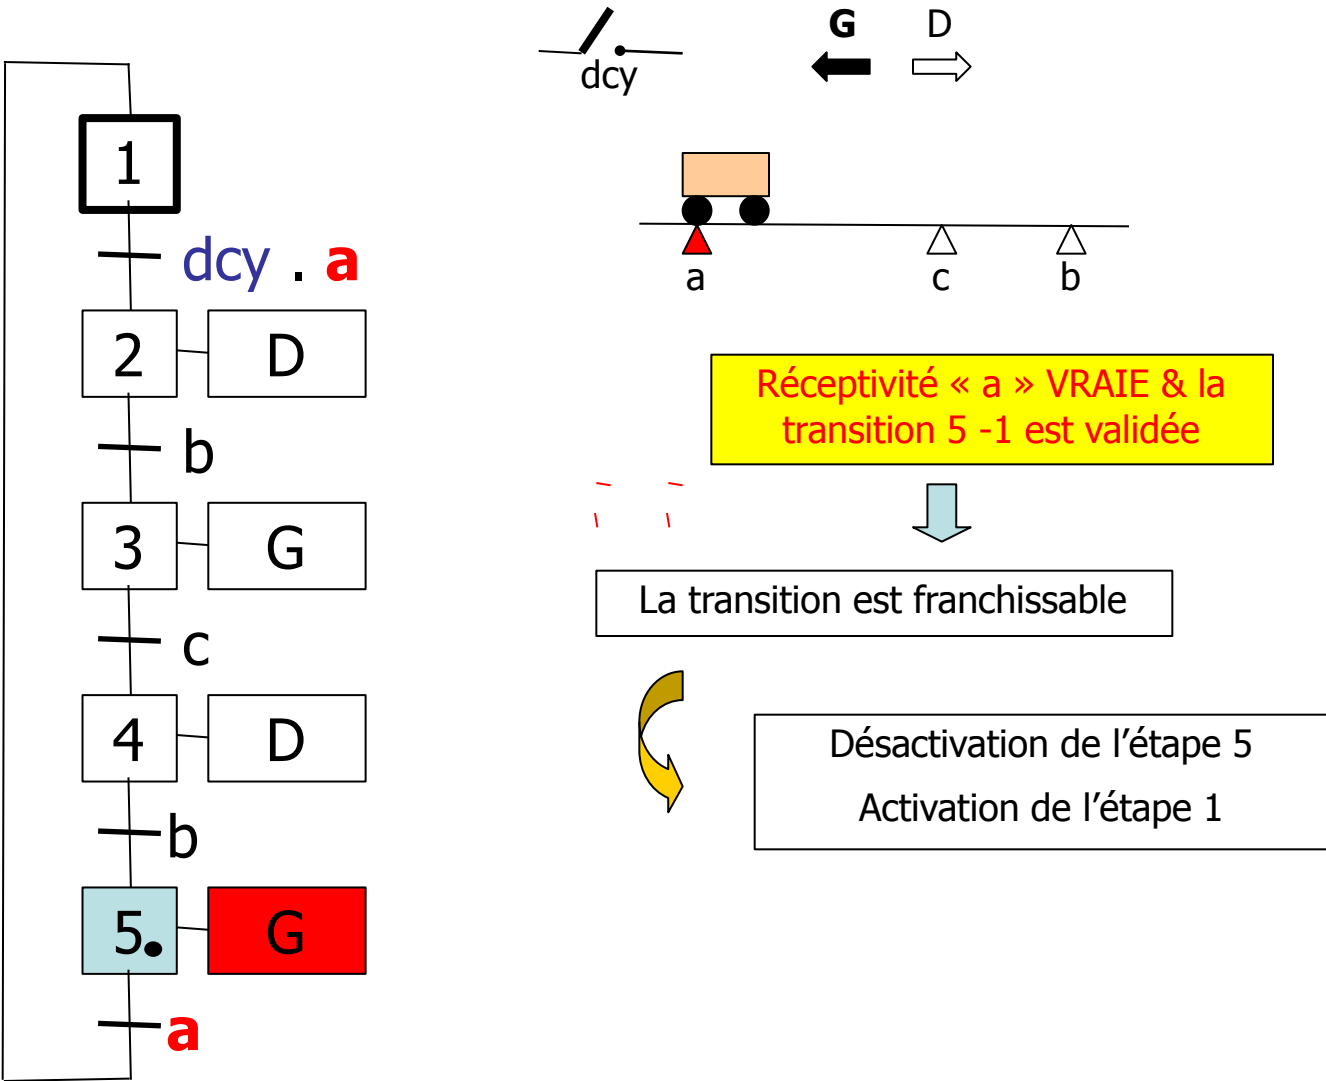 1
dcy . a
2 D
b
3 G
c
4 D
b
5 G
a
dcy
G D
a c b
Réceptivité « a » VRAIE & la
transition 5 -1 est validée
La transition est franchissable
Désactivation de l’étape 5
Activation de l’étape 1